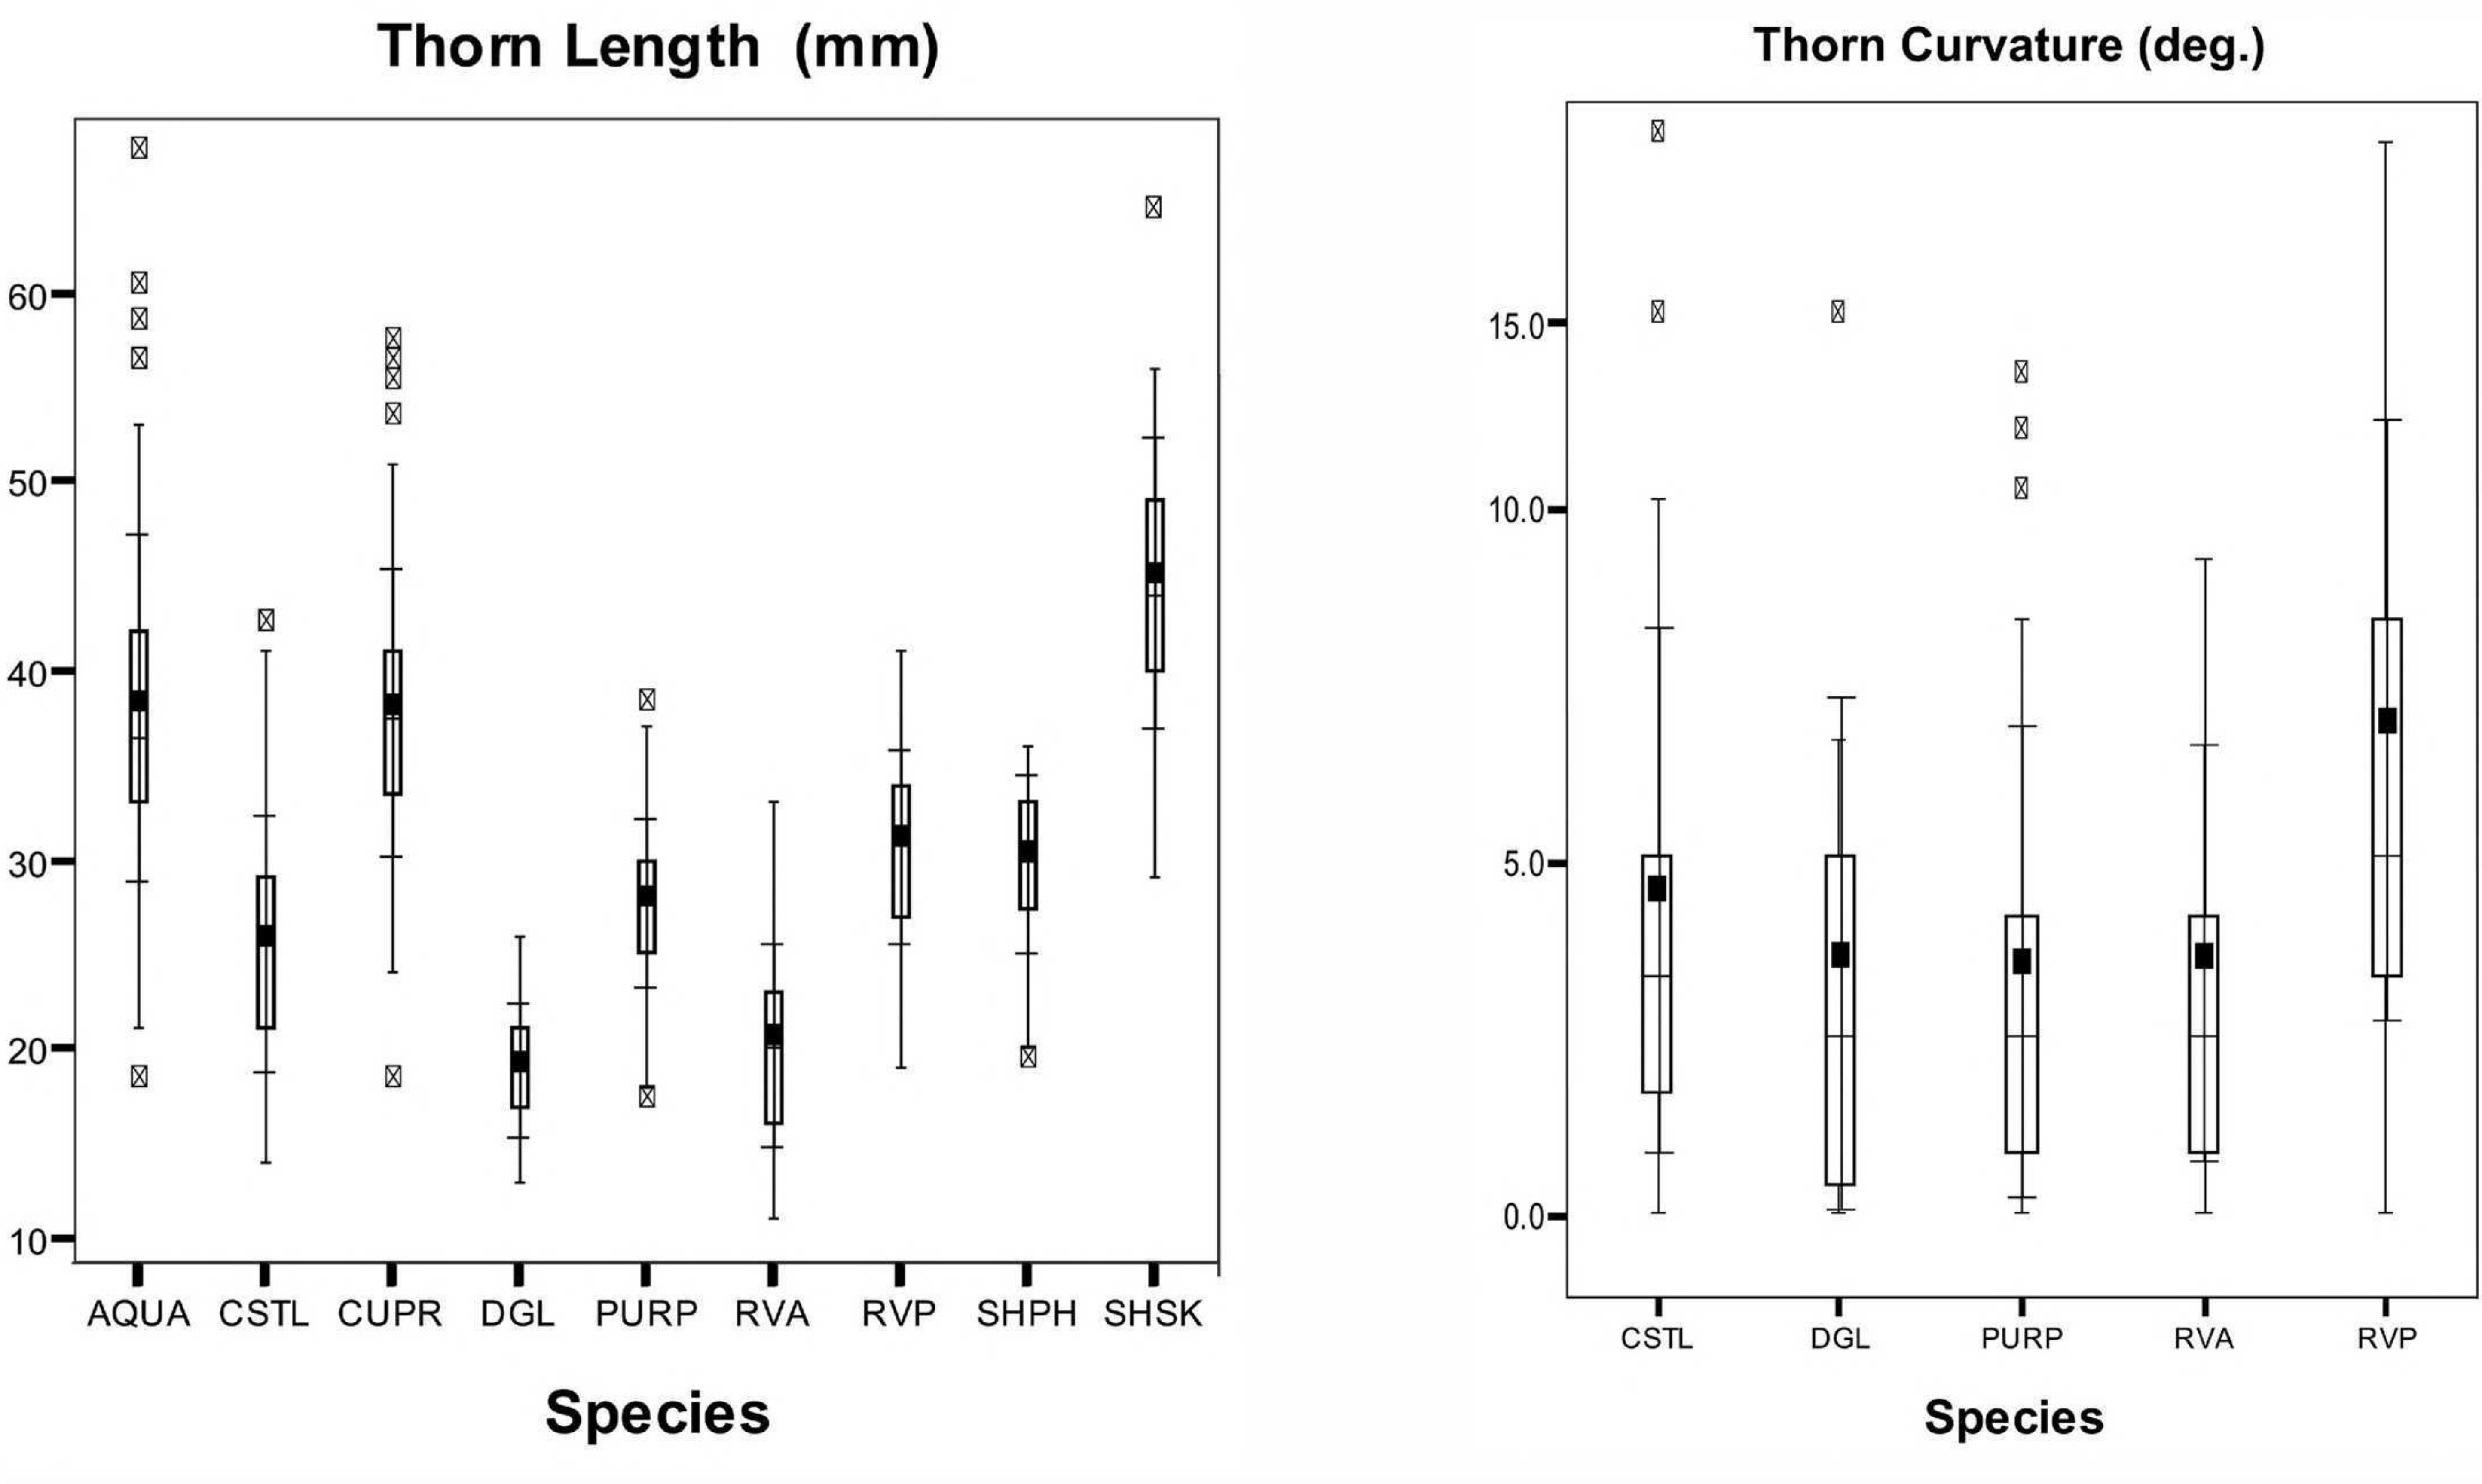 Thorn Length (mm)
60
50
40
30
20
10
AQUA CSTL CUPR DGL PURP RVA RVP SHPH SHSK
Species
Thorn Curvature (deg.)
15.0
10.0
5.0
0.0
CSTL DGL PURP RVA RVP
Species